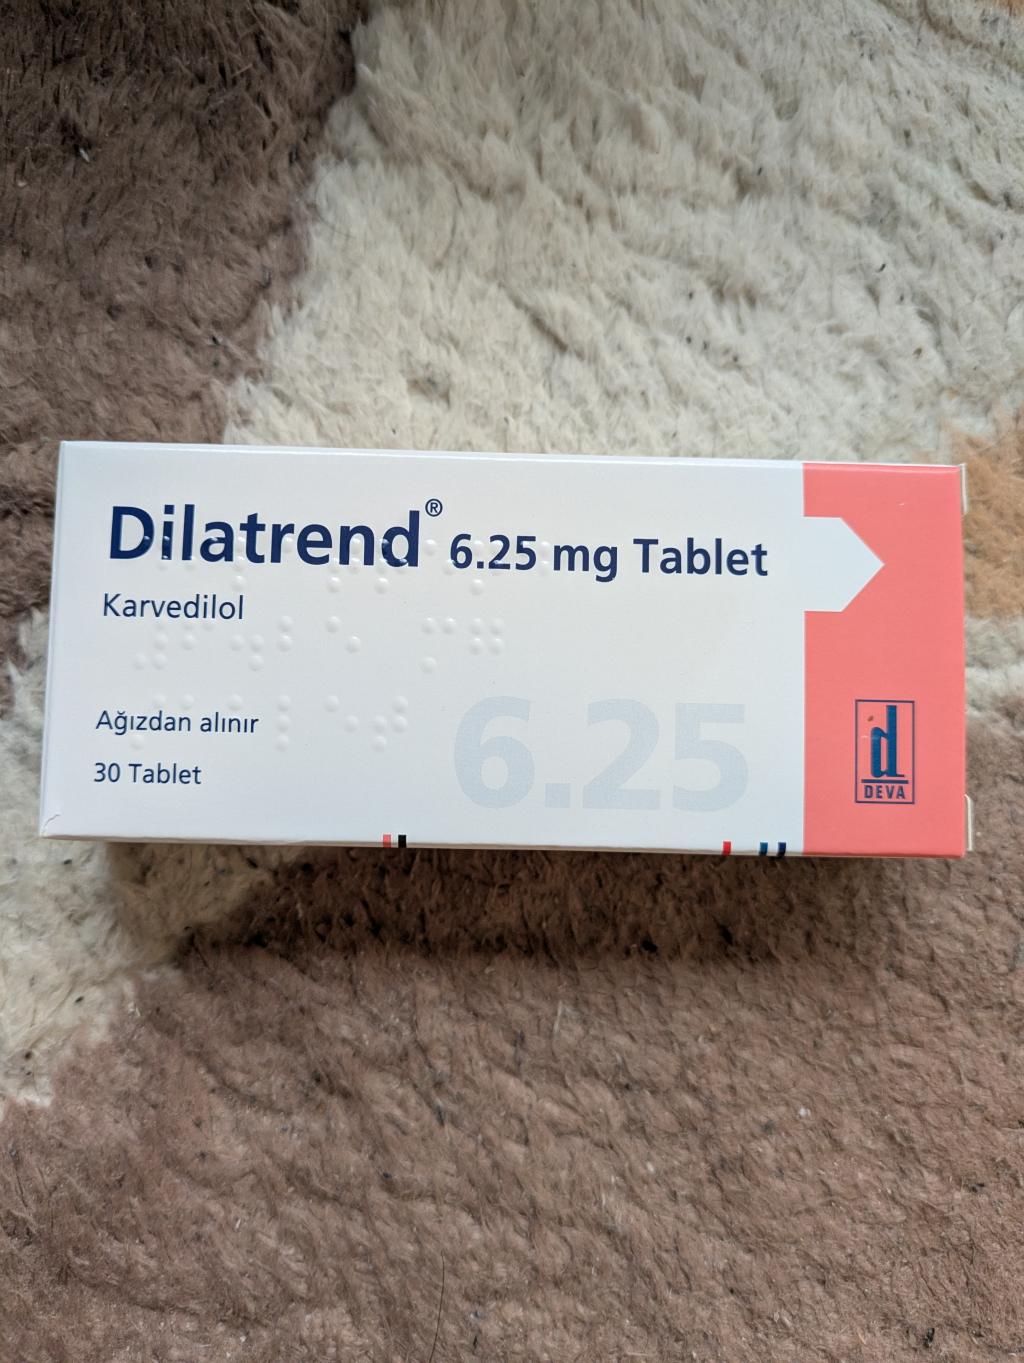 Dilatrend® 6.25 mg Tablet
Karvedilol
Ağızdan alınır
30 Tablet
6.25
d
DEVA